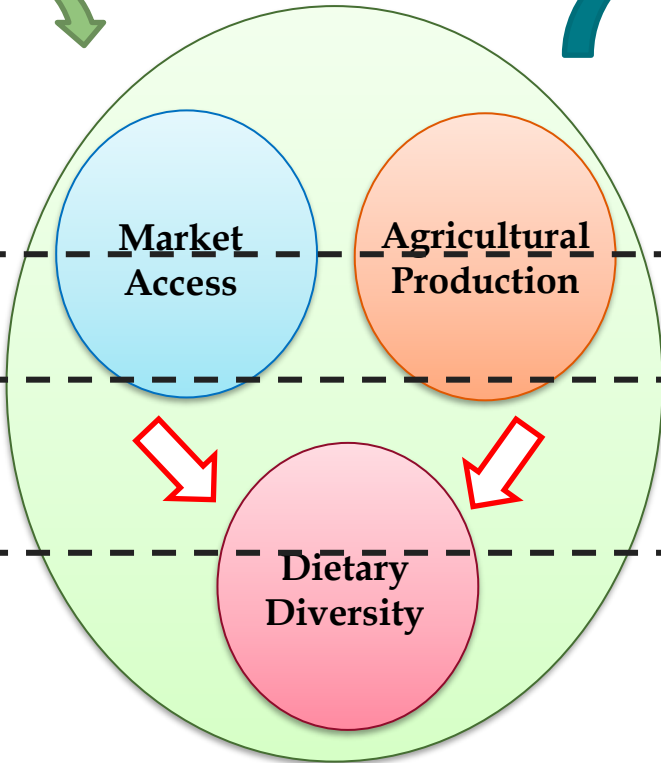 Market
Access
Agricultural
Production
Dietary
Diversity